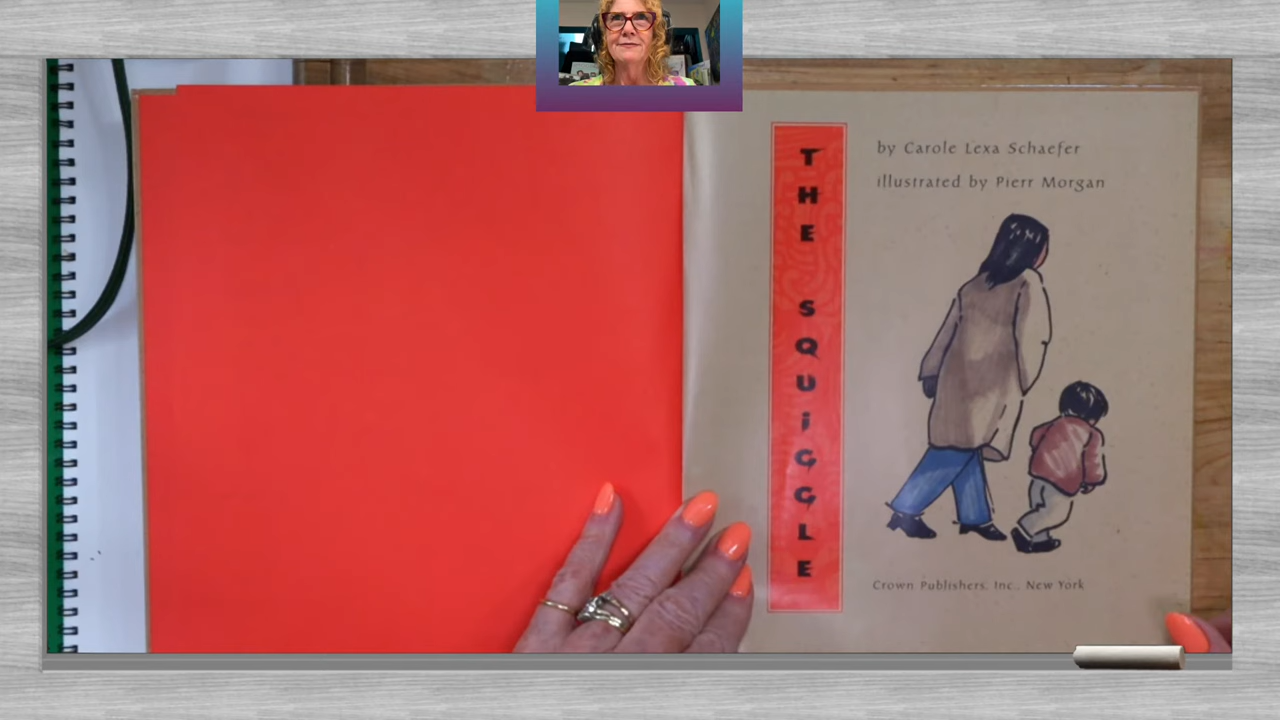 THE SQUiGGLE
by Carole Lexa Schaefer
illustrated by Pierr Morgan
Crown Publishers, Inc., New York